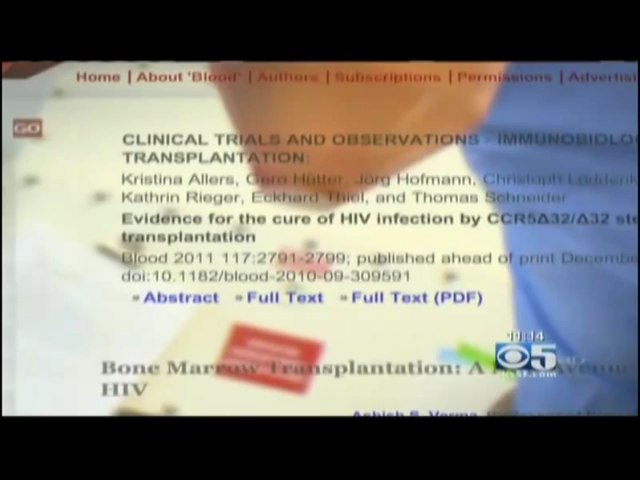 Home | About 'Blood' | Authors | Subscriptions | Permissions |
GO
CLINICAL TRIALS AND OBSERVATIONS - IMMUNOBIOLO
TRANSPLANTATION:
Kristina Allers, Gero Hütter, Jörg Hofmann, Christoph
Kathrin Rieger, Eckhard Thiel, and Thomas Schneider
Evidence for the cure of HIV infection by CCR5Δ32/Δ32 ste
transplantation
Blood 2011 117:2791-2799; published ahead of print Decembe
doi:10.1182/blood-2010-09-309591
» Abstract » Full Text » Full Text (PDF)
11:14
5
Bone Marrow Transplantation: A
HIV